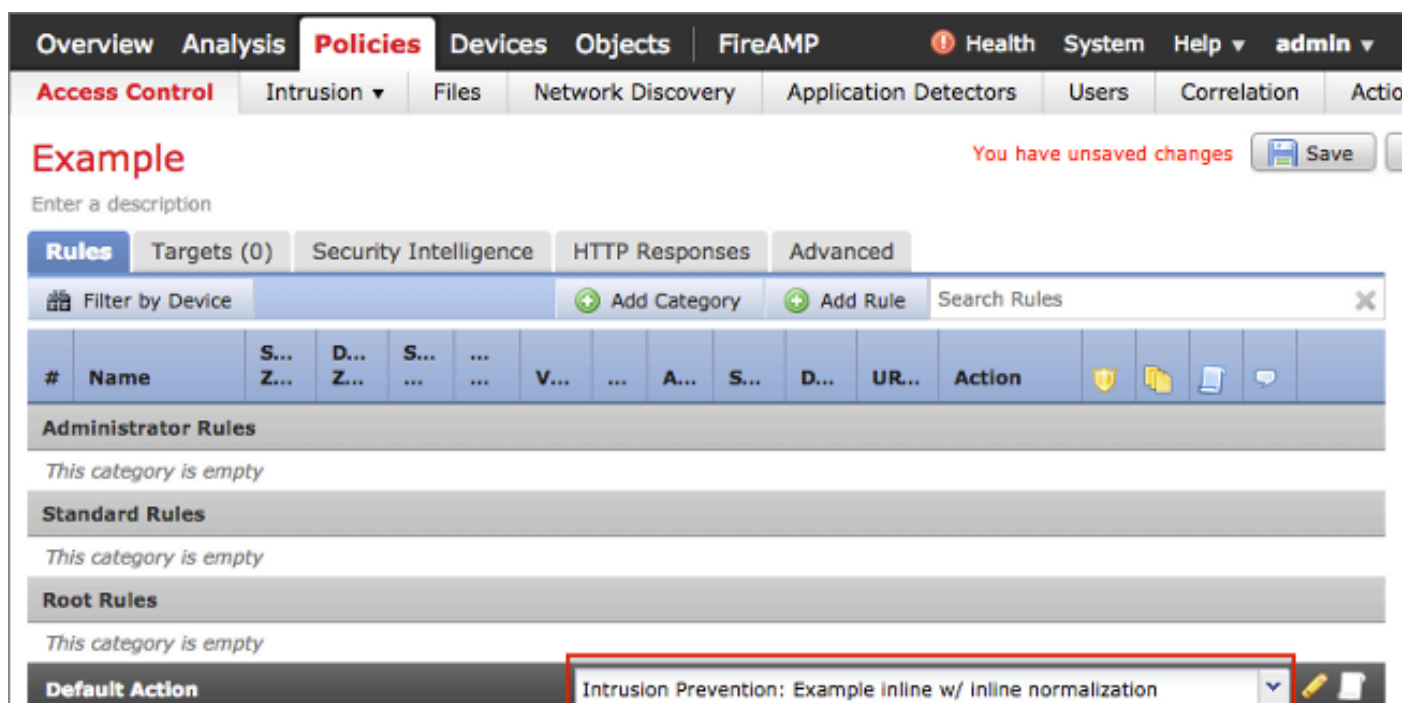 Overview Analysis Policies Devices Objects FireAMP Health System Help admin
Access Control Intrusion Files Network Discovery Application Detectors Users Correlation Actio
Example
You have unsaved changes Save
Enter a description
Rules Targets (0) Security Intelligence HTTP Responses Advanced
Filter by Device Add Category Add Rule Search Rules
S... D... S... ...
# Name Z... Z... ... ... V... ... A... S... D... UR... Action
Administrator Rules
This category is empty
Standard Rules
This category is empty
Root Rules
This category is empty
Default Action Intrusion Prevention: Example inline w/ inline normalization